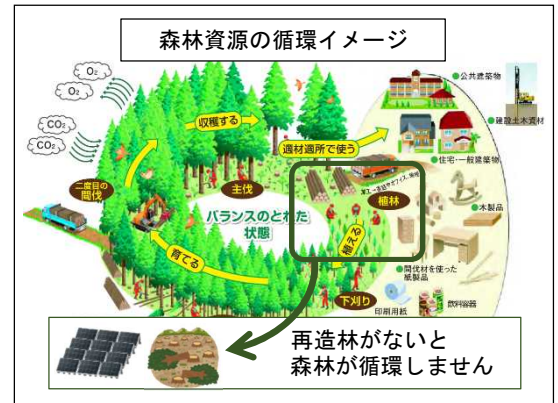 森林資源の循環イメージ
O₂
O₂
CO₂
CO₂
収穫する
適材適所で使う
公共建築物
建設土木資材
住宅・一般建築物
二度目の
間伐
主伐
植林
バランスのとれた
状態
植える
育てる
下刈り
木製品
間伐材を使った
紙製品
印刷用紙
飲料容器
再造林がないと
森林が循環しません